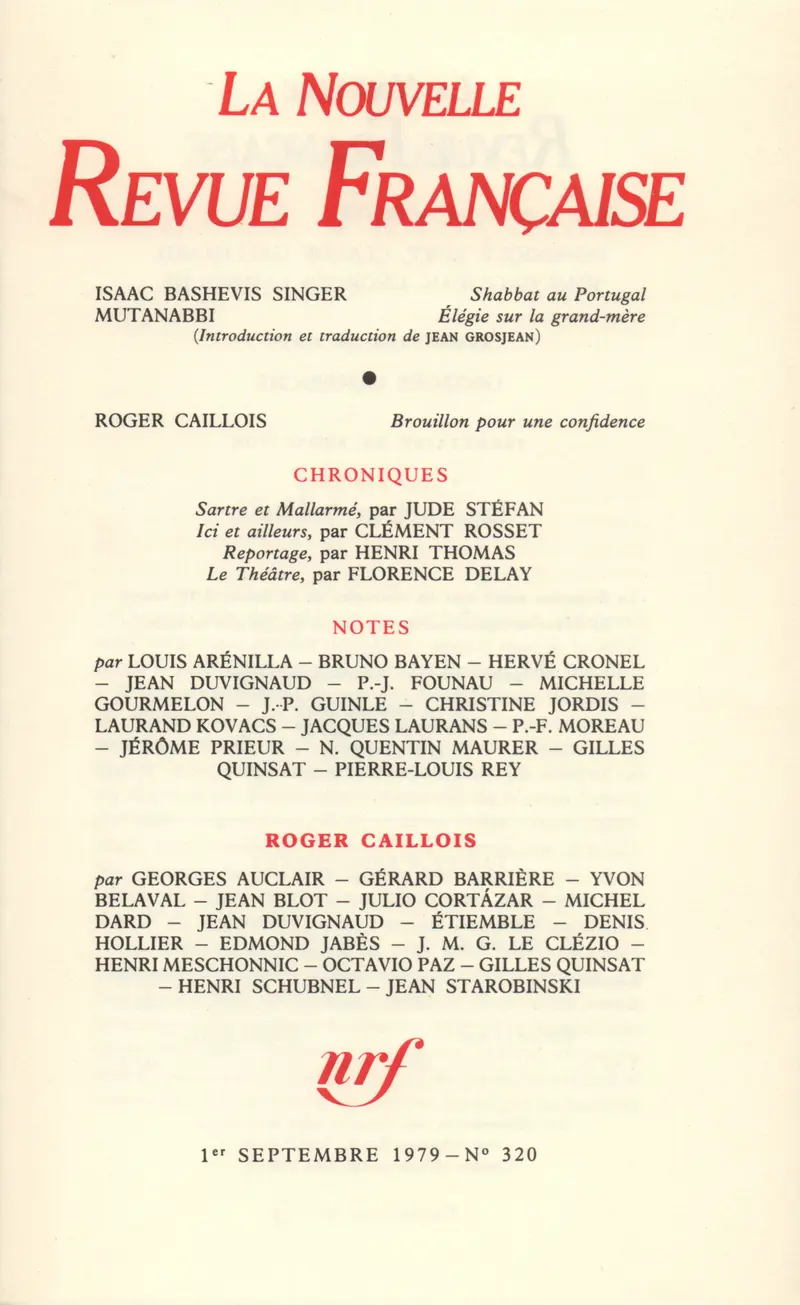 LA NOUVELLE
REVUE FRANÇAISE
ISAAC BASHEVIS SINGER Shabbat au Portugal
MUTANABBI Élégie sur la grand-mère
(Introduction et traduction de JEAN GROSJEAN)
●
ROGER CAILLOIS Brouillon pour une confidence
CHRONIQUES
Sartre et Mallarmé, par JUDE STÉFAN
Ici et ailleurs, par CLÉMENT ROSSET
Reportage, par HENRI THOMAS
Le Théâtre, par FLORENCE DELAY
NOTES
par LOUIS ARÉNILLA – BRUNO BAYEN – HERVÉ CRONEL
– JEAN DUVIGNAUD – P.-J. FOUNAU – MICHELLE
GOURMELON – J.-P. GUINLE – CHRISTINE JORDIS –
LAURAND KOVACS – JACQUES LAURANS – P.-F. MOREAU
– JÉRÔME PRIEUR – N. QUENTIN MAURER – GILLES
QUINSAT – PIERRE-LOUIS REY
ROGER CAILLOIS
par GEORGES AUCLAIR – GÉRARD BARRIÈRE – YVON
BELAVAL – JEAN BLOT – JULIO CORTÁZAR – MICHEL
DARD – JEAN DUVIGNAUD – ÉTIEMBLE – DENIS
HOLLIER – EDMOND JABÈS – J. M. G. LE CLÉZIO –
HENRI MESCHONNIC – OCTAVIO PAZ – GILLES QUINSAT
– HENRI SCHUBNEL – JEAN STAROBINSKI
nrf
1er SEPTEMBRE 1979 – Nº 320